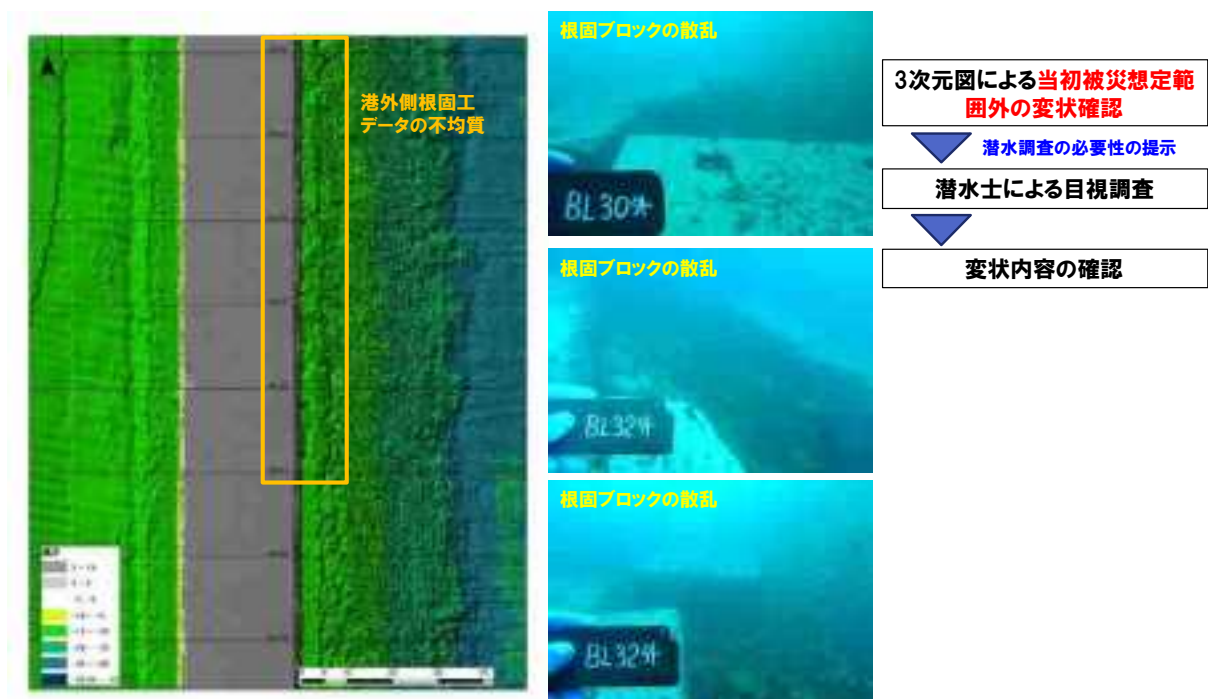 港外側根固工
データの不均質
根固ブロックの散乱
BL30外
根固ブロックの散乱
BL32外
根固ブロックの散乱
BL32外
3次元図による当初被災想定範
囲外の変状確認
潜水調査の必要性の提示
潜水士による目視調査
変状内容の確認